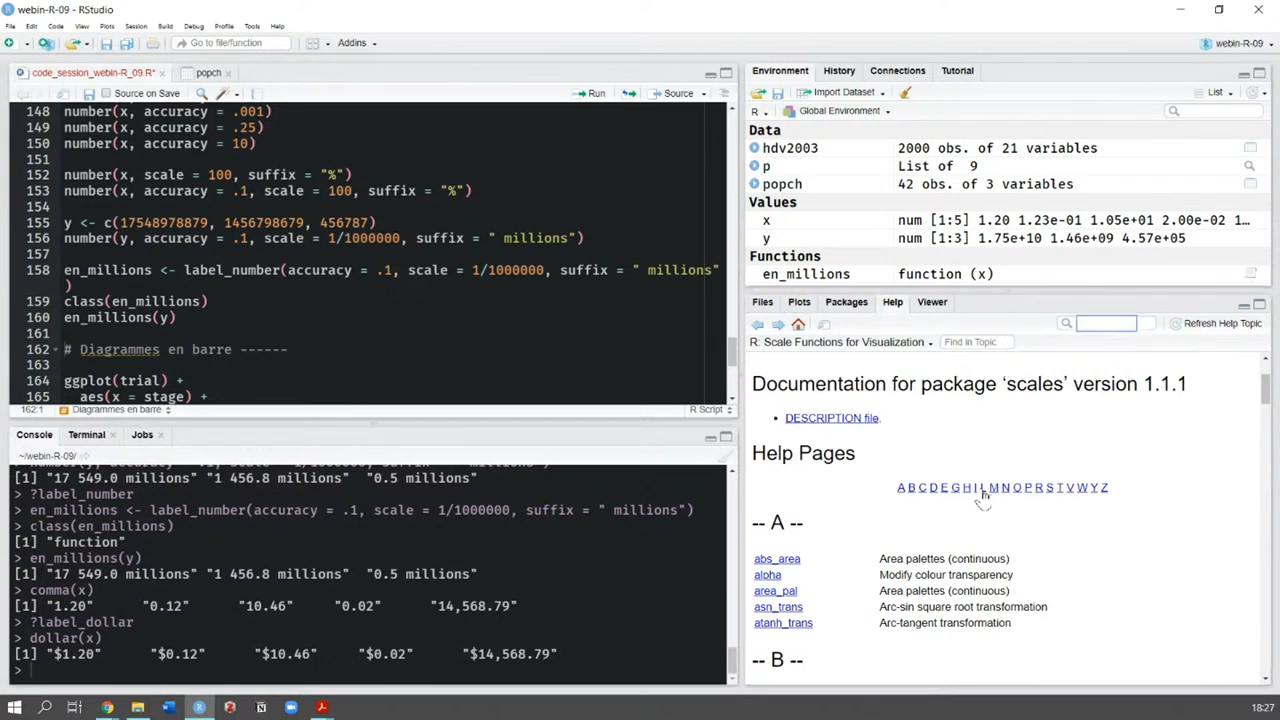 webin-R-09 - RStudio
File Edit Code View Plots Session Build Debug Profile Tools Help
Go to file/function Addins webin-R-09
code_session_webin-R_09.R* popch
Source on Save Run Source
148 number(x, accuracy = .001)
149 number(x, accuracy = .25)
150 number(x, accuracy = 10)
151
152 number(x, scale = 100, suffix = "%")
153 number(x, accuracy = .1, scale = 100, suffix = "%")
154
155 y <- c(17548978879, 1456798679, 456787)
156 number(y, accuracy = .1, scale = 1/1000000, suffix = " millions")
157
158 en_millions <- label_number(accuracy = .1, scale = 1/1000000, suffix = " millions"
)
159 class(en_millions)
160 en_millions(y)
161
162 # Diagrammes en barre ------
163
164 ggplot(trial) +
165 aes(x = stage) +
162:1 Diagrammes en barre R Script
Console Terminal Jobs
~/webin-R-09/
[1] "17 549.0 millions" "1 456.8 millions" "0.5 millions"
> ?label_number
> en_millions <- label_number(accuracy = .1, scale = 1/1000000, suffix = " millions")
> class(en_millions)
[1] "function"
> en_millions(y)
[1] "17 549.0 millions" "1 456.8 millions" "0.5 millions"
> comma(x)
[1] "1.20" "0.12" "10.46" "0.02" "14,568.79"
> ?label_dollar
> dollar(x)
[1] "$1.20" "$0.12" "$10.46" "$0.02" "$14,568.79"
>
Environment History Connections Tutorial
Import Dataset List
R Global Environment
Data
hdv2003 2000 obs. of 21 variables
p List of 9
popch 42 obs. of 3 variables
Values
x num [1:5] 1.20 1.23e-01 1.05e+01 2.00e-02 1...
y num [1:3] 1.75e+10 1.46e+09 4.57e+05
Functions
en_millions function (x)
Files Plots Packages Help Viewer
Refresh Help Topic
R: Scale Functions for Visualization Find in Topic
Documentation for package ‘scales’ version 1.1.1
• DESCRIPTION file.
Help Pages
A B C D E G H I L M N O P R S T V W Y Z
-- A --
abs_area Area palettes (continuous)
alpha Modify colour transparency
area_pal Area palettes (continuous)
asn_trans Arc-sin square root transformation
atanh_trans Arc-tangent transformation
-- B --
18:27